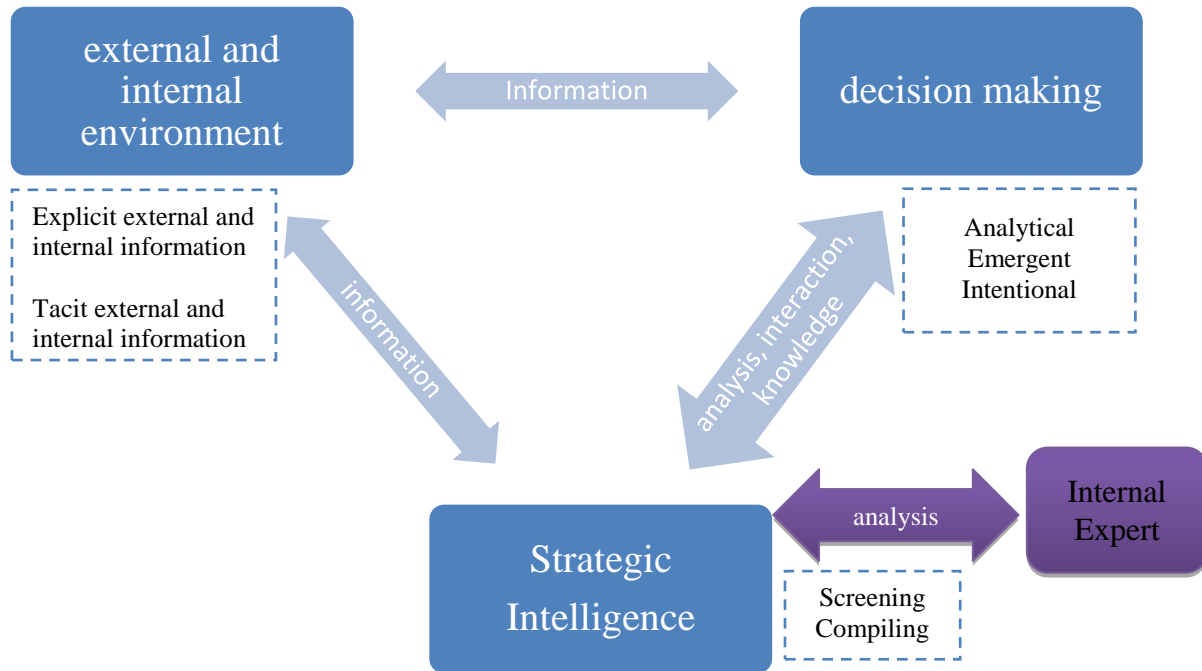 external and
internal
environment
Information
decision making
Explicit external and
internal information
Tacit external and
internal information
information
analysis, interaction,
knowledge
Analytical
Emergent
Intentional
Strategic
Intelligence
analysis
Internal
Expert
Screening
Compiling